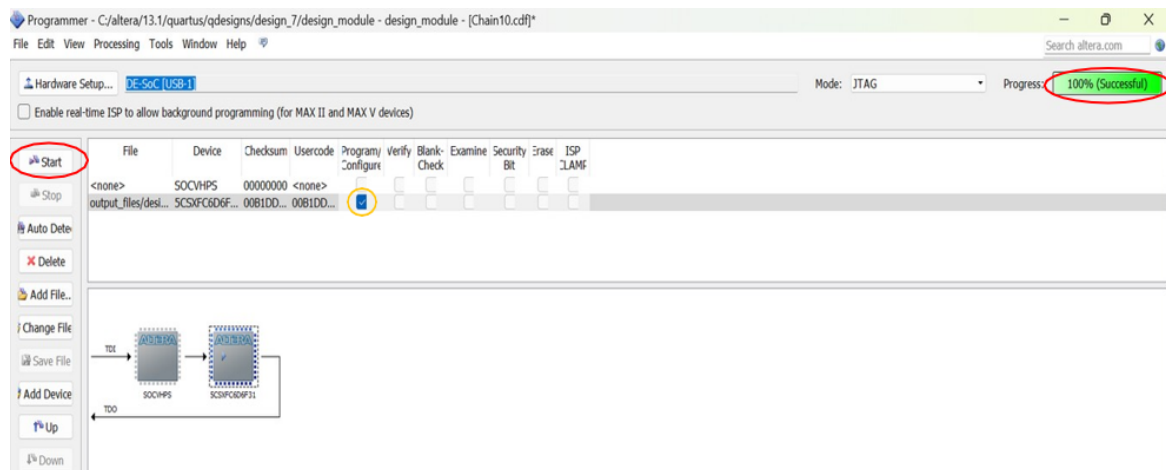 Programmer - C:/altera/13.1/quartus/qdesigns/design_7/design_module - design_module - [Chain10.cdf]*
File Edit View Processing Tools Window Help
Search altera.com
Hardware Setup... DE-SoC [USB-1] Mode: JTAG Progress: 100% (Successful)
Enable real-time ISP to allow background programming (for MAX II and MAX V devices)
File Device Checksum Usercode Program/ Verify Blank- Examine Security Erase ISP
Configure Check Bit CLAMP
<none> SOCVHPS 00000000 <none>
output_files/desi... 5CSXFC6D6F... 00B1DD... 00B1DD...
Start
Stop
Auto Dete
Delete
Add File..
Change File
Save File
Add Device
Up
Down
TDI
ALTERA ALTERA
SOCVHPS 5CSXFC6D6F31
TDO